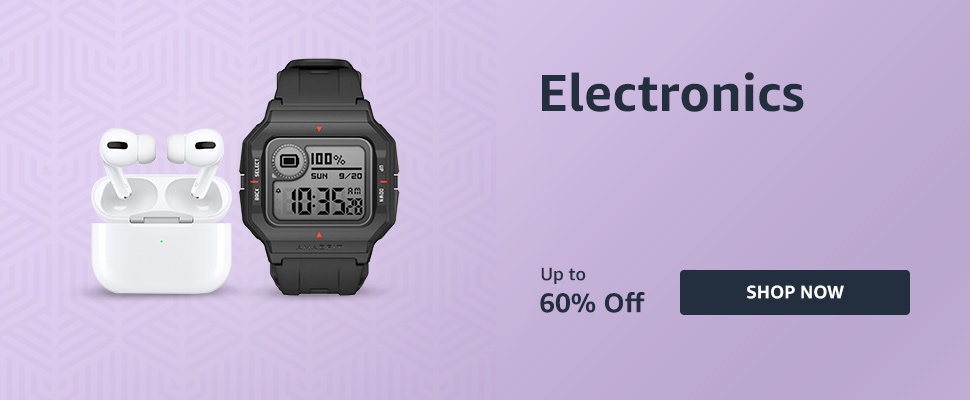 Electronics
Up to
60% Off
SHOP NOW
SELECT
BACK
UP
DOWN
100%
SUN 9/20
AM
10:35 28
AMAZFIT